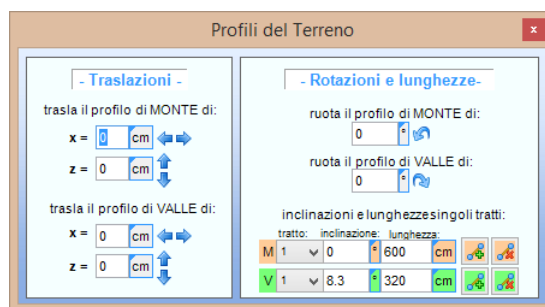 Profili del Terreno
x
- Traslazioni -
trasla il profilo di MONTE di:
x = 0 cm
z = 0 cm
trasla il profilo di VALLE di:
x = 0 cm
z = 0 cm
- Rotazioni e lunghezze-
ruota il profilo di MONTE di:
0 °
ruota il profilo di VALLE di:
0 °
inclinazioni e lunghezze singoli tratti:
tratto: inclinazione: lunghezza:
M 1 0 ° 600 cm
V 1 8.3 ° 320 cm